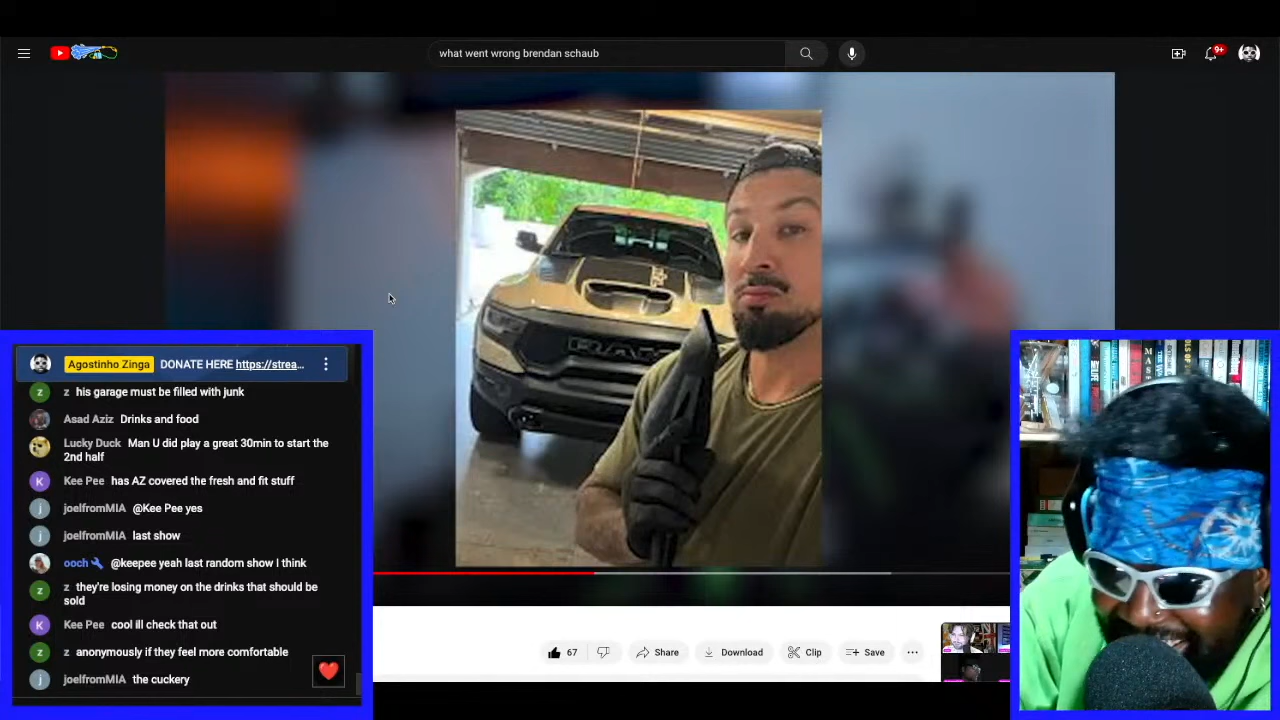 what went wrong brendan schaub
9+
RAM
Agostinho Zinga DONATE HERE https://strea...
z his garage must be filled with junk
Asad Aziz Drinks and food
Lucky Duck Man U did play a great 30min to start the
2nd half
Kee Pee has AZ covered the fresh and fit stuff
joelfromMIA @Kee Pee yes
joelfromMIA last show
ooch @keepee yeah last random show I think
z they're losing money on the drinks that should be
sold
Kee Pee cool ill check that out
z anonymously if they feel more comfortable
joelfromMIA the cuckery
67 Share Download Clip Save